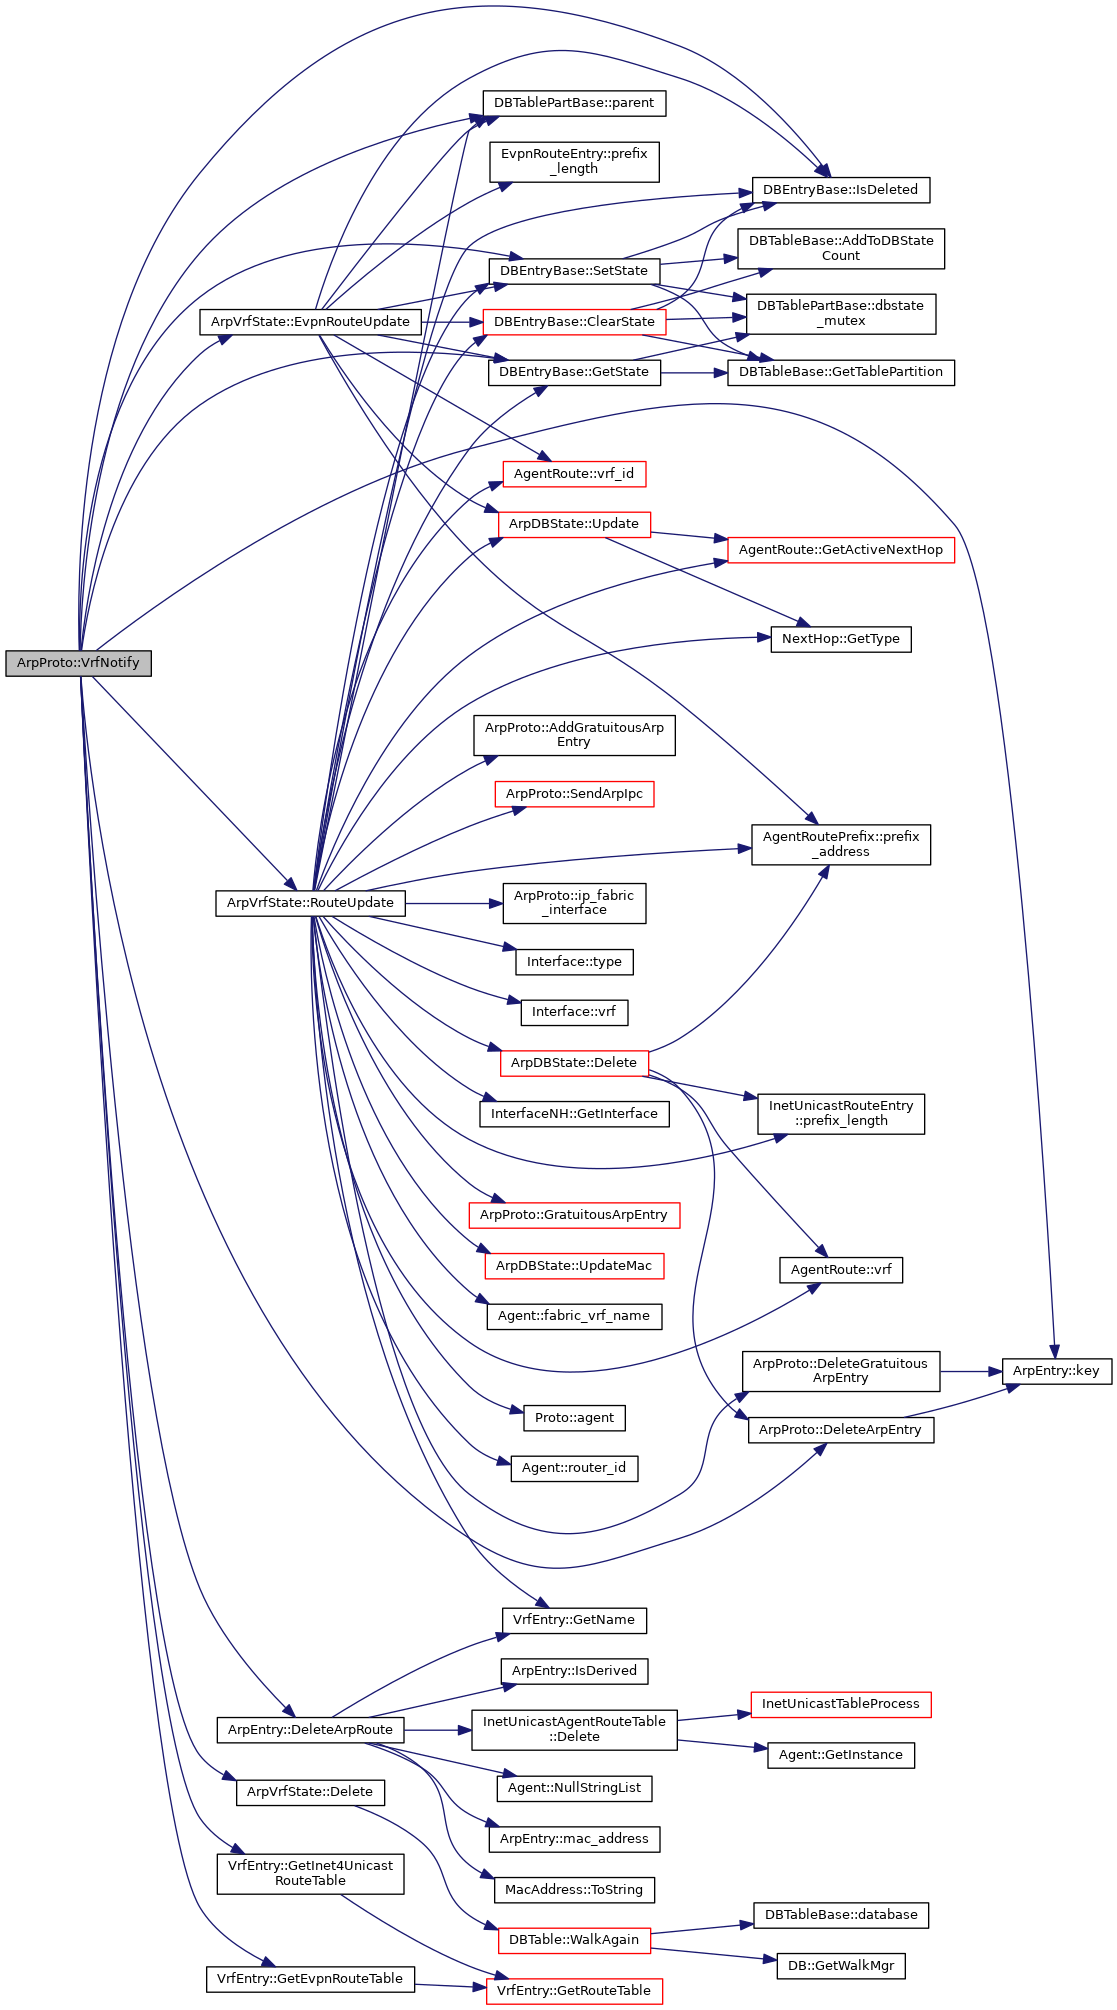 DBTablePartBase::parent
EvpnRouteEntry::prefix
_length
DBEntryBase::IsDeleted
DBTableBase::AddToDBState
Count
DBEntryBase::SetState
DBTablePartBase::dbstate
_mutex
ArpVrfState::EvpnRouteUpdate
DBEntryBase::ClearState
DBEntryBase::GetState
DBTableBase::GetTablePartition
AgentRoute::vrf_id
ArpDBState::Update
AgentRoute::GetActiveNextHop
NextHop::GetType
ArpProto::VrfNotify
ArpProto::AddGratuitousArp
Entry
ArpProto::SendArpIpc
AgentRoutePrefix::prefix
_address
ArpVrfState::RouteUpdate
ArpProto::ip_fabric
_interface
Interface::type
Interface::vrf
ArpDBState::Delete
InterfaceNH::GetInterface
InetUnicastRouteEntry
::prefix_length
ArpProto::GratuitousArpEntry
ArpDBState::UpdateMac
AgentRoute::vrf
Agent::fabric_vrf_name
ArpProto::DeleteGratuitous
ArpEntry
ArpEntry::key
Proto::agent
ArpProto::DeleteArpEntry
Agent::router_id
VrfEntry::GetName
ArpEntry::IsDerived
ArpEntry::DeleteArpRoute
InetUnicastAgentRouteTable
::Delete
InetUnicastTableProcess
Agent::GetInstance
ArpVrfState::Delete
Agent::NullStringList
ArpEntry::mac_address
VrfEntry::GetInet4Unicast
RouteTable
MacAddress::ToString
DBTable::WalkAgain
DBTableBase::database
DB::GetWalkMgr
VrfEntry::GetEvpnRouteTable
VrfEntry::GetRouteTable